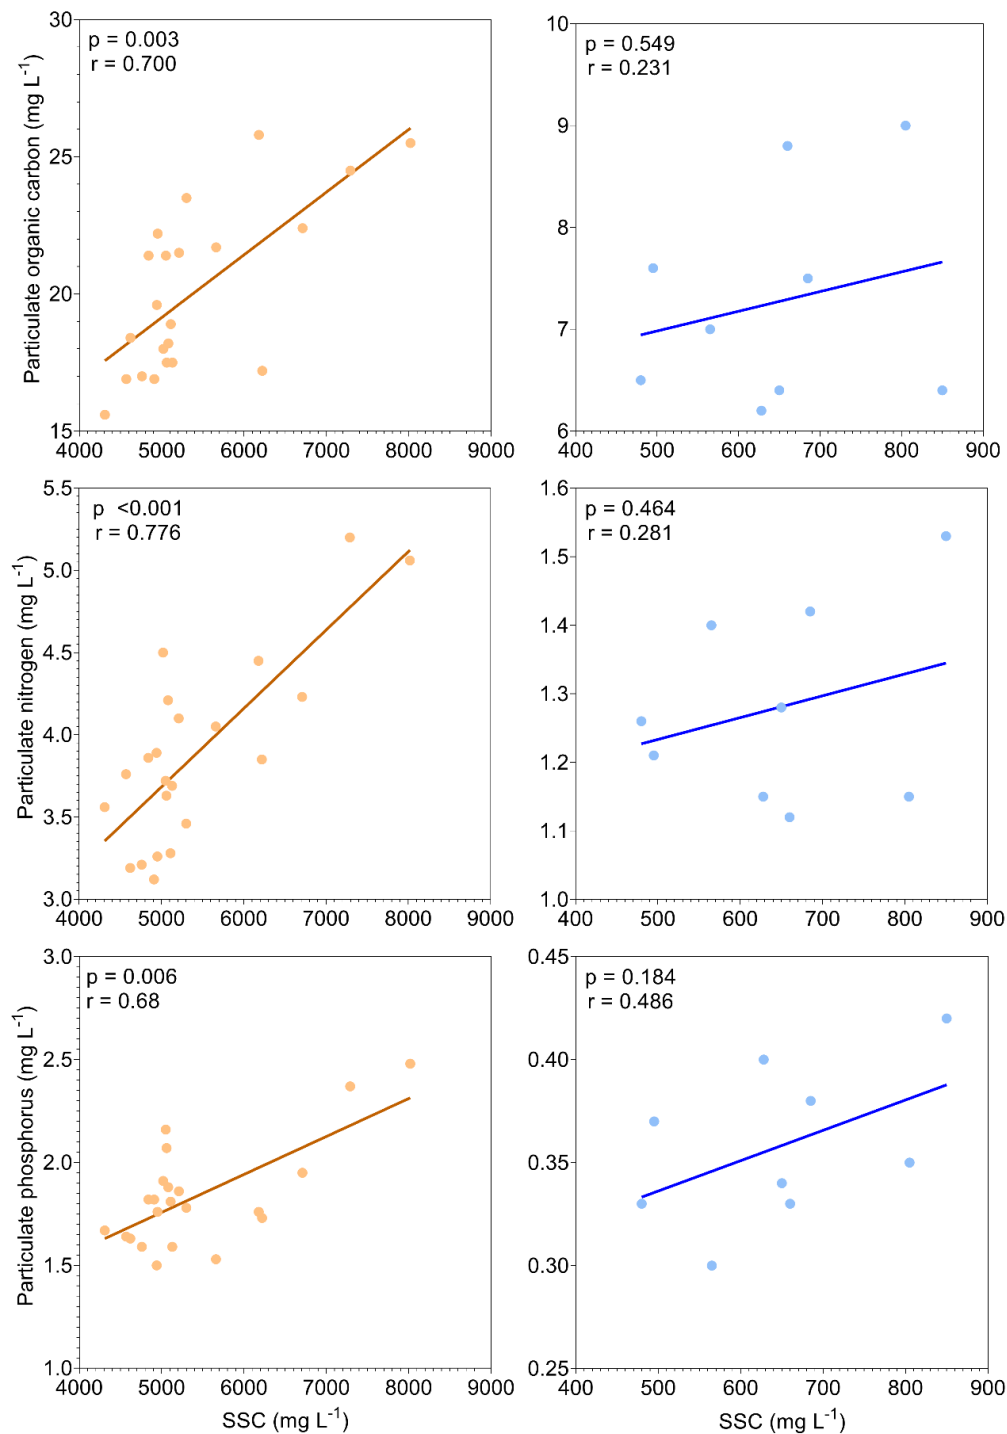 p = 0.003
r = 0.700
Particulate organic carbon (mg L⁻¹)
30
25
20
15
4000 5000 6000 7000 8000 9000
p = 0.549
r = 0.231
10
9
8
7
6
400 500 600 700 800 900
p <0.001
r = 0.776
Particulate nitrogen (mg L⁻¹)
5.5
5.0
4.5
4.0
3.5
3.0
4000 5000 6000 7000 8000 9000
p = 0.464
r = 0.281
1.6
1.5
1.4
1.3
1.2
1.1
1.0
400 500 600 700 800 900
p = 0.006
r = 0.68
Particulate phosphorus (mg L⁻¹)
3.0
2.5
2.0
1.5
1.0
4000 5000 6000 7000 8000 9000
SSC (mg L⁻¹)
p = 0.184
r = 0.486
0.45
0.40
0.35
0.30
0.25
400 500 600 700 800 900
SSC (mg L⁻¹)